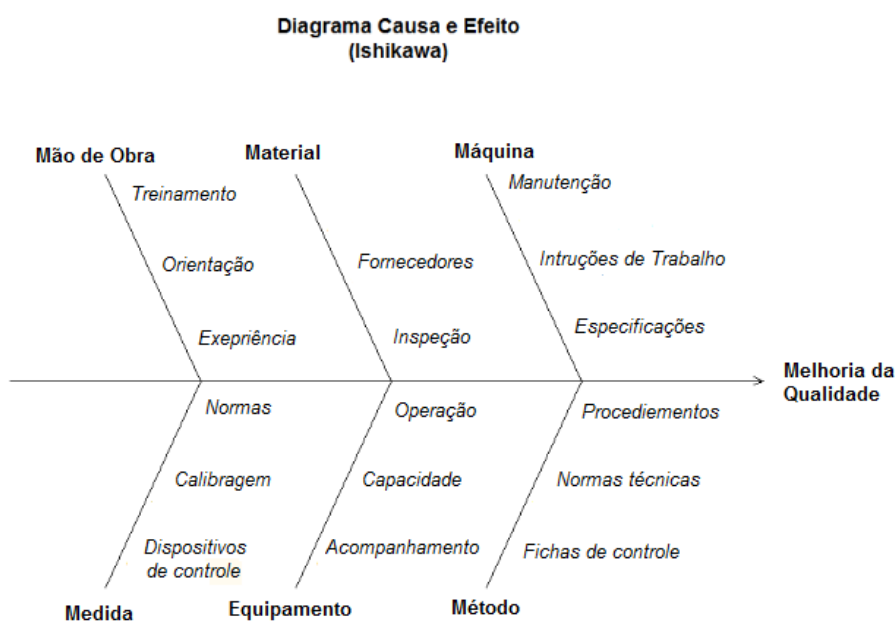 Diagrama Causa e Efeito
(Ishikawa)
Mão de Obra
Material
Máquina
Treinamento
Manutenção
Orientação
Fornecedores
Intruções de Trabalho
Exepriência
Inspeção
Especificações
Melhoria da
Qualidade
Normas
Operação
Procediementos
Calibragem
Capacidade
Normas técnicas
Dispositivos
de controle
Acompanhamento
Fichas de controle
Medida
Equipamento
Método